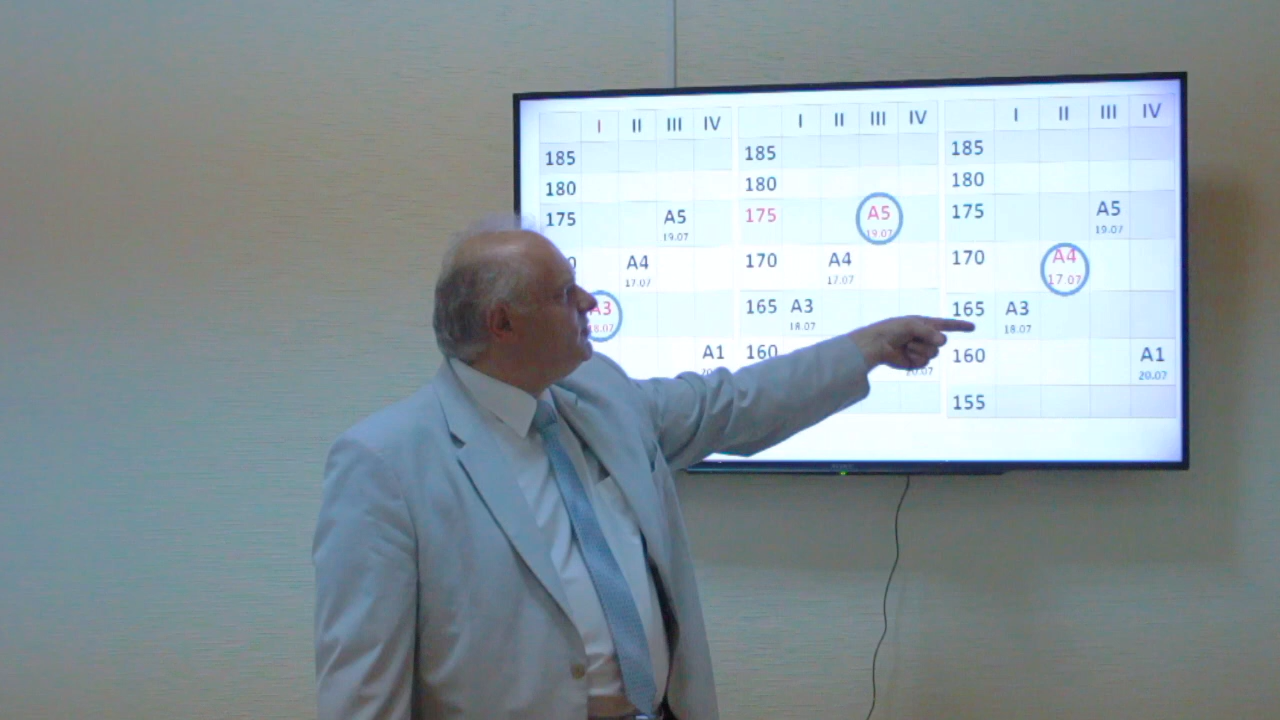 I II III IV I II III IV I II III IV
185 185 185
180 180 180
175 A5 175 A5 175 A5
19.07 19.07 19.07
A4 170 A4 170 A4
17.07 17.07 17.07
A3 165 A3 165 A3
18.07 18.07
A1 160 160 A1
20.07 20.07
155